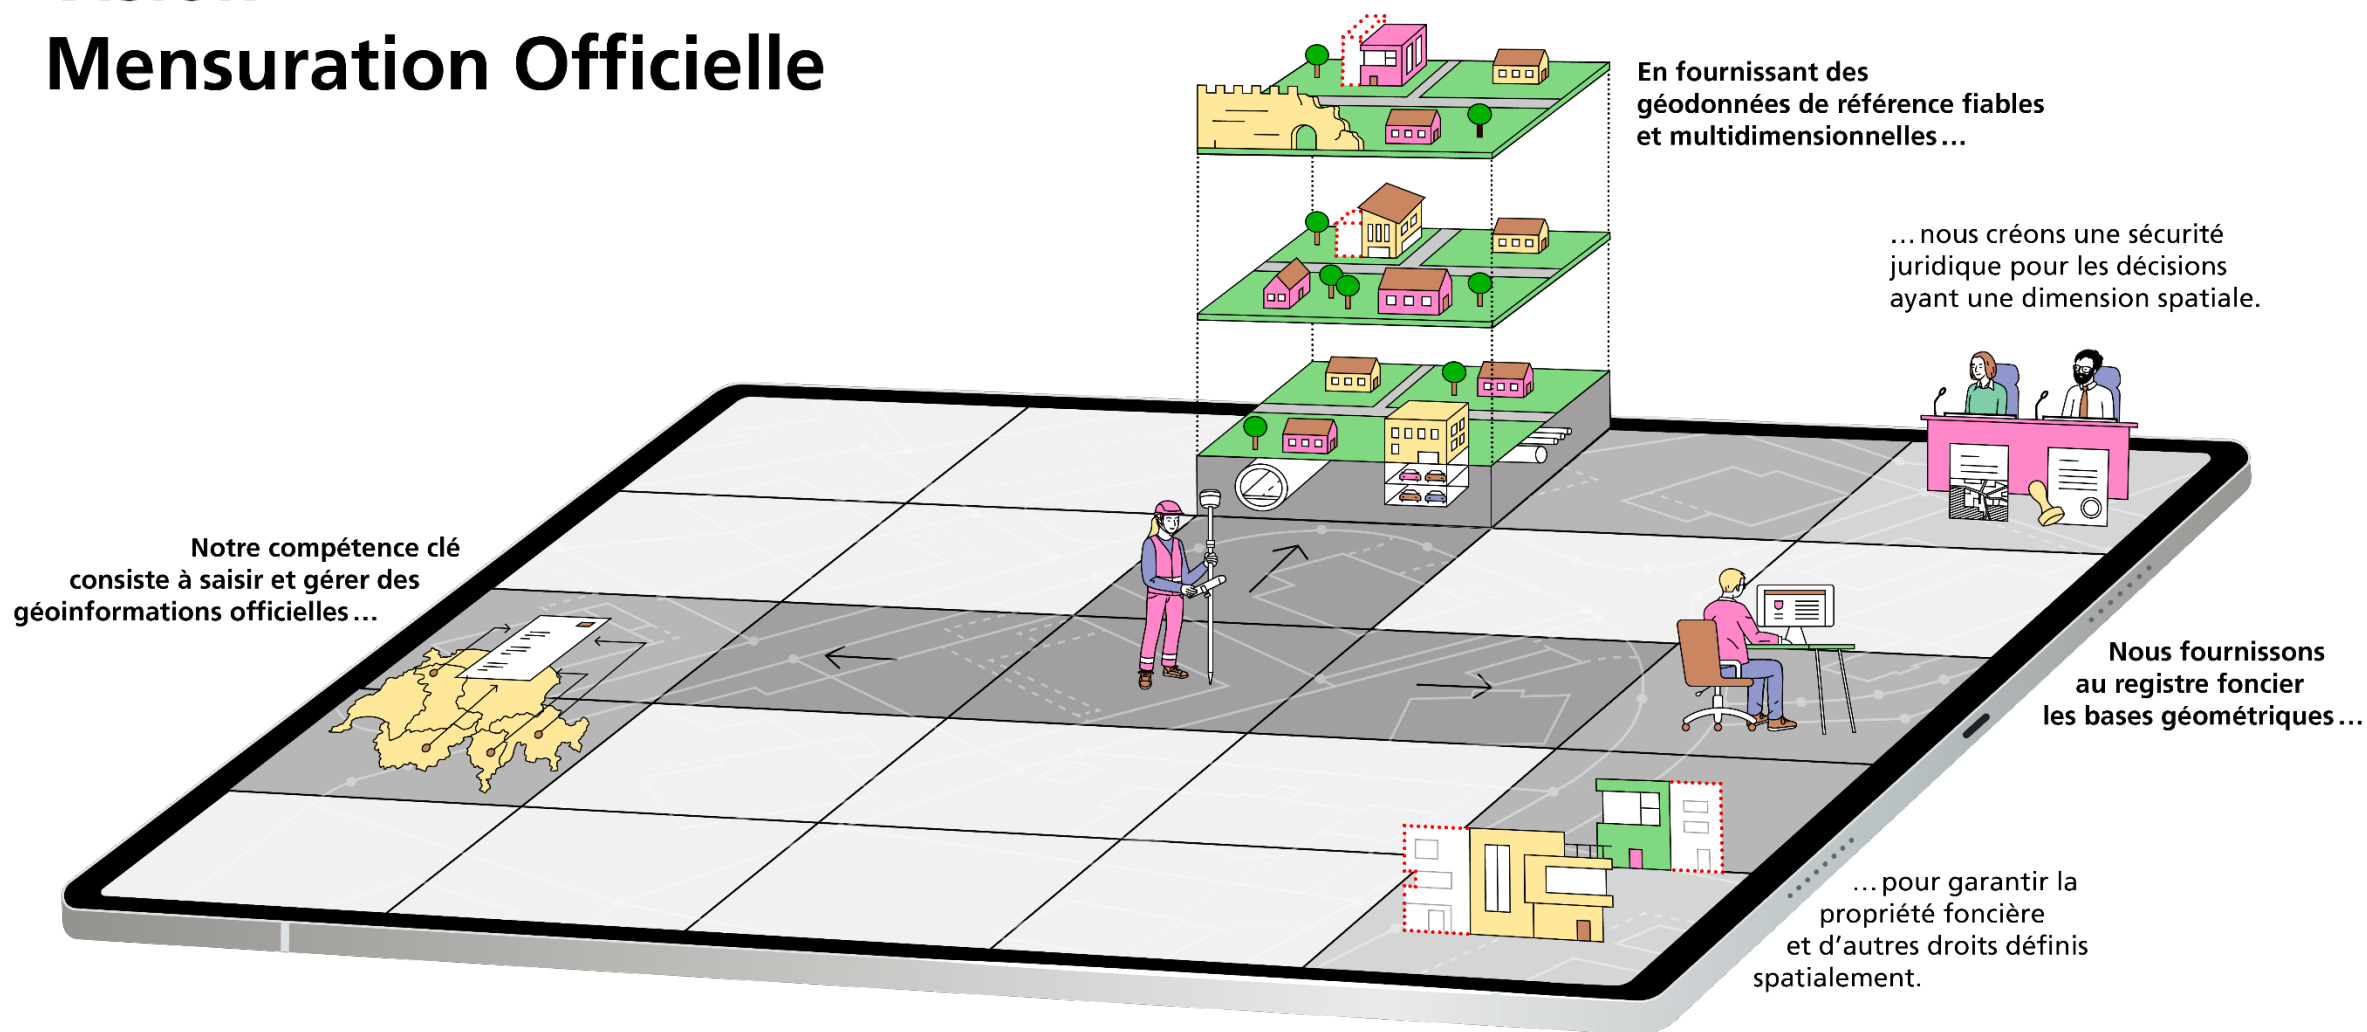 Mensuration Officielle
En fournissant des
géodonnées de référence fiables
et multidimensionnelles…
…nous créons une sécurité
juridique pour les décisions
ayant une dimension spatiale.
Notre compétence clé
consiste à saisir et gérer des
géoinformations officielles…
Nous fournissons
au registre foncier
les bases géométriques…
…pour garantir la
propriété foncière
et d’autres droits définis
spatialement.